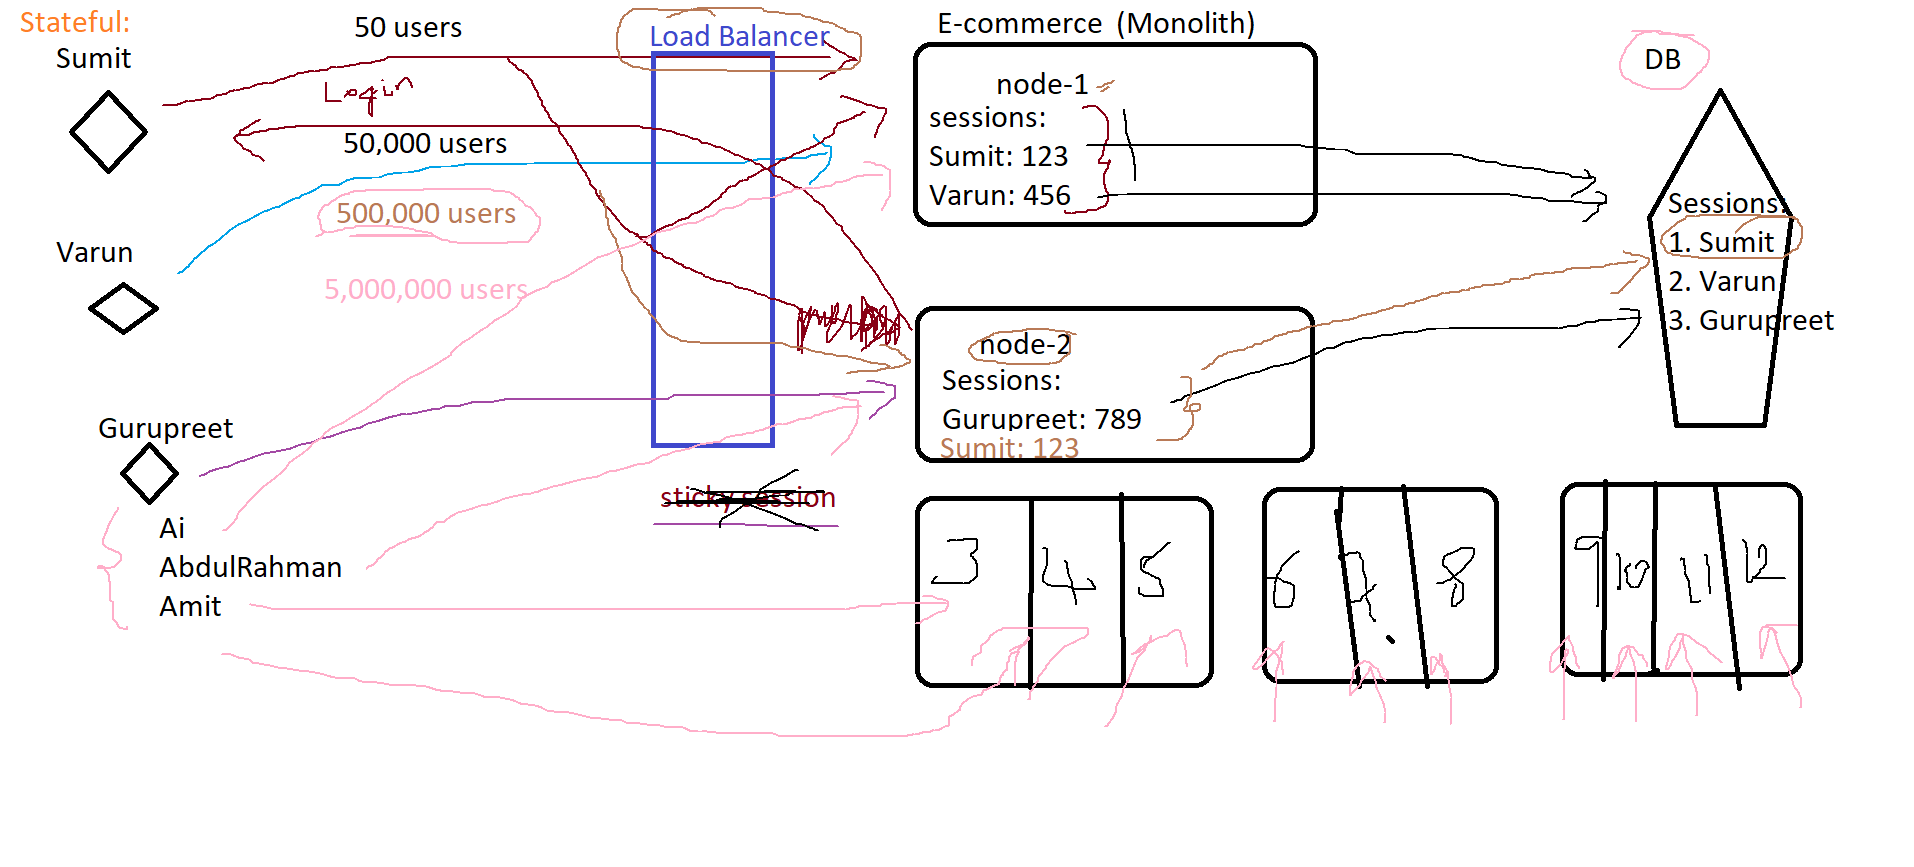 Stateful:
Sumit
50 users
Login
50,000 users
500,000 users
5,000,000 users
Varun
Gurupreet
Ai
AbdulRahman
Amit
Load Balancer
sticky session
E-commerce (Monolith)
node-1
sessions:
Sumit: 123
Varun: 456
node-2
Sessions:
Gurupreet: 789
Sumit: 123
DB
Sessions:
1. Sumit
2. Varun
3. Gurupreet
3 4 5
6 7 8
9 10 11 12